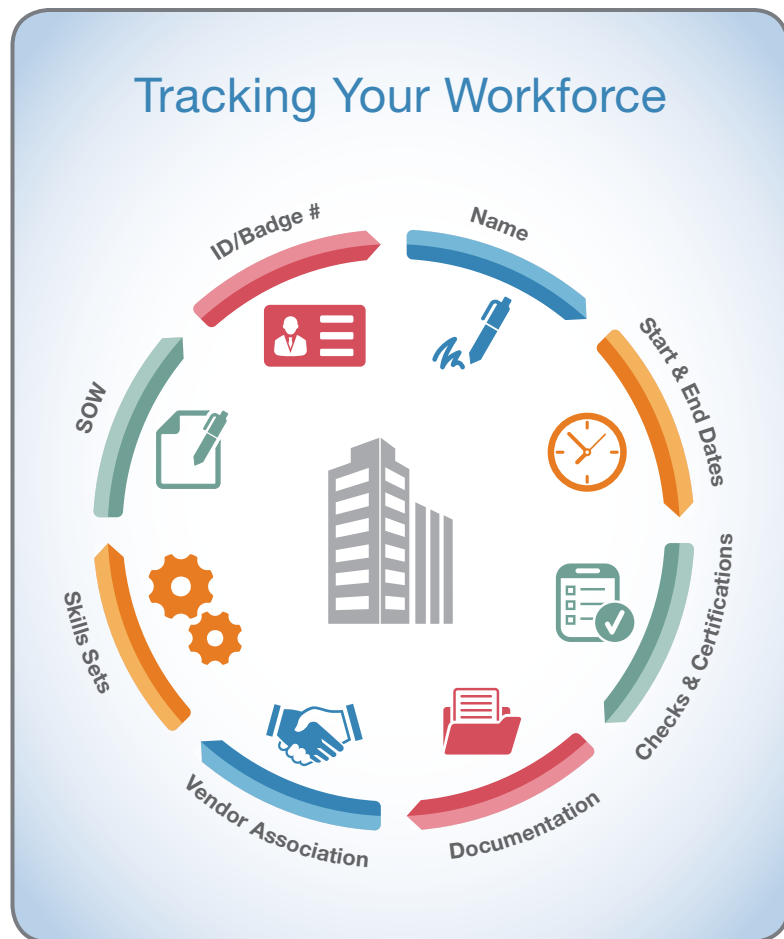 Tracking Your Workforce
Name
Start & End Dates
Checks & Certifications
Documentation
Vendor Association
Skills Sets
SOW
ID/Badge #